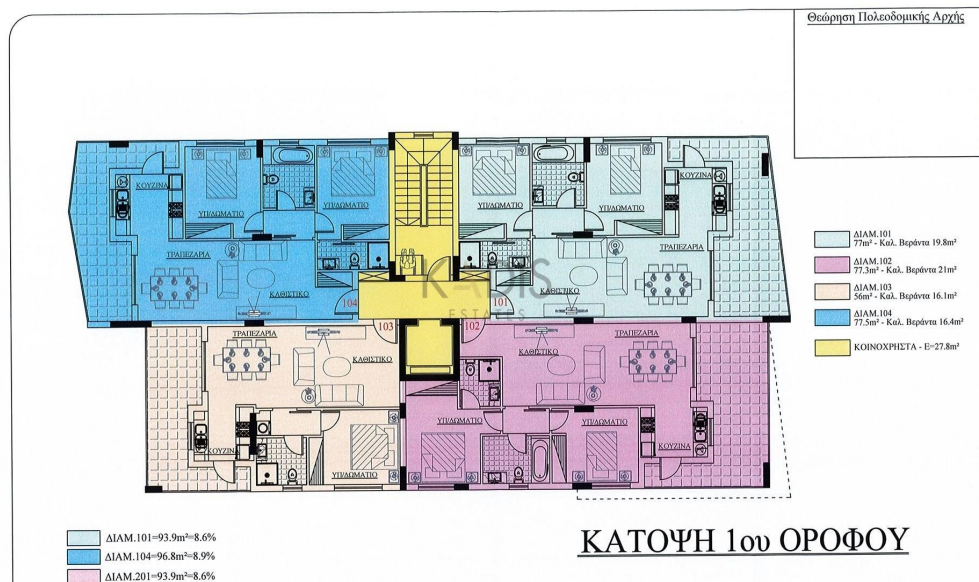 Θεώρηση Πολεοδομικής Αρχής
ΚΟΥΖΙΝΑ
ΥΠ/ΔΩΜΑΤΙΟ
ΥΠ/ΔΩΜΑΤΙΟ
ΤΡΑΠΕΖΑΡΙΑ
ΚΑΘΙΣΤΙΚΟ
104
ΥΠ/ΔΩΜΑΤΙΟ
ΥΠ/ΔΩΜΑΤΙΟ
ΚΟΥΖΙΝΑ
ΤΡΑΠΕΖΑΡΙΑ
ΚΑΘΙΣΤΙΚΟ
101
KADIS
ESTATES
103
102
ΤΡΑΠΕΖΑΡΙΑ
ΚΑΘΙΣΤΙΚΟ
ΚΟΥΖΙΝΑ
ΥΠ/ΔΩΜΑΤΙΟ
ΤΡΑΠΕΖΑΡΙΑ
ΚΑΘΙΣΤΙΚΟ
ΥΠ/ΔΩΜΑΤΙΟ
ΥΠ/ΔΩΜΑΤΙΟ
ΚΟΥΖΙΝΑ
ΔΙΑΜ.101
77m² - Καλ. Βεράντα 19.8m²
ΔΙΑΜ.102
77.3m² - Καλ. Βεράντα 21m²
ΔΙΑΜ.103
56m² - Καλ. Βεράντα 16.1m²
ΔΙΑΜ.104
77.5m² - Καλ. Βεράντα 16.4m²
ΚΟΙΝΟΧΡΗΣΤΑ - Ε=27.8m²
ΔΙΑΜ.101=93.9m²=8.6%
ΔΙΑΜ.104=96.8m²=8.9%
ΔΙΑΜ.201=93.9m²=8.6%
ΚΑΤΟΨΗ 1ου ΟΡΟΦΟΥ